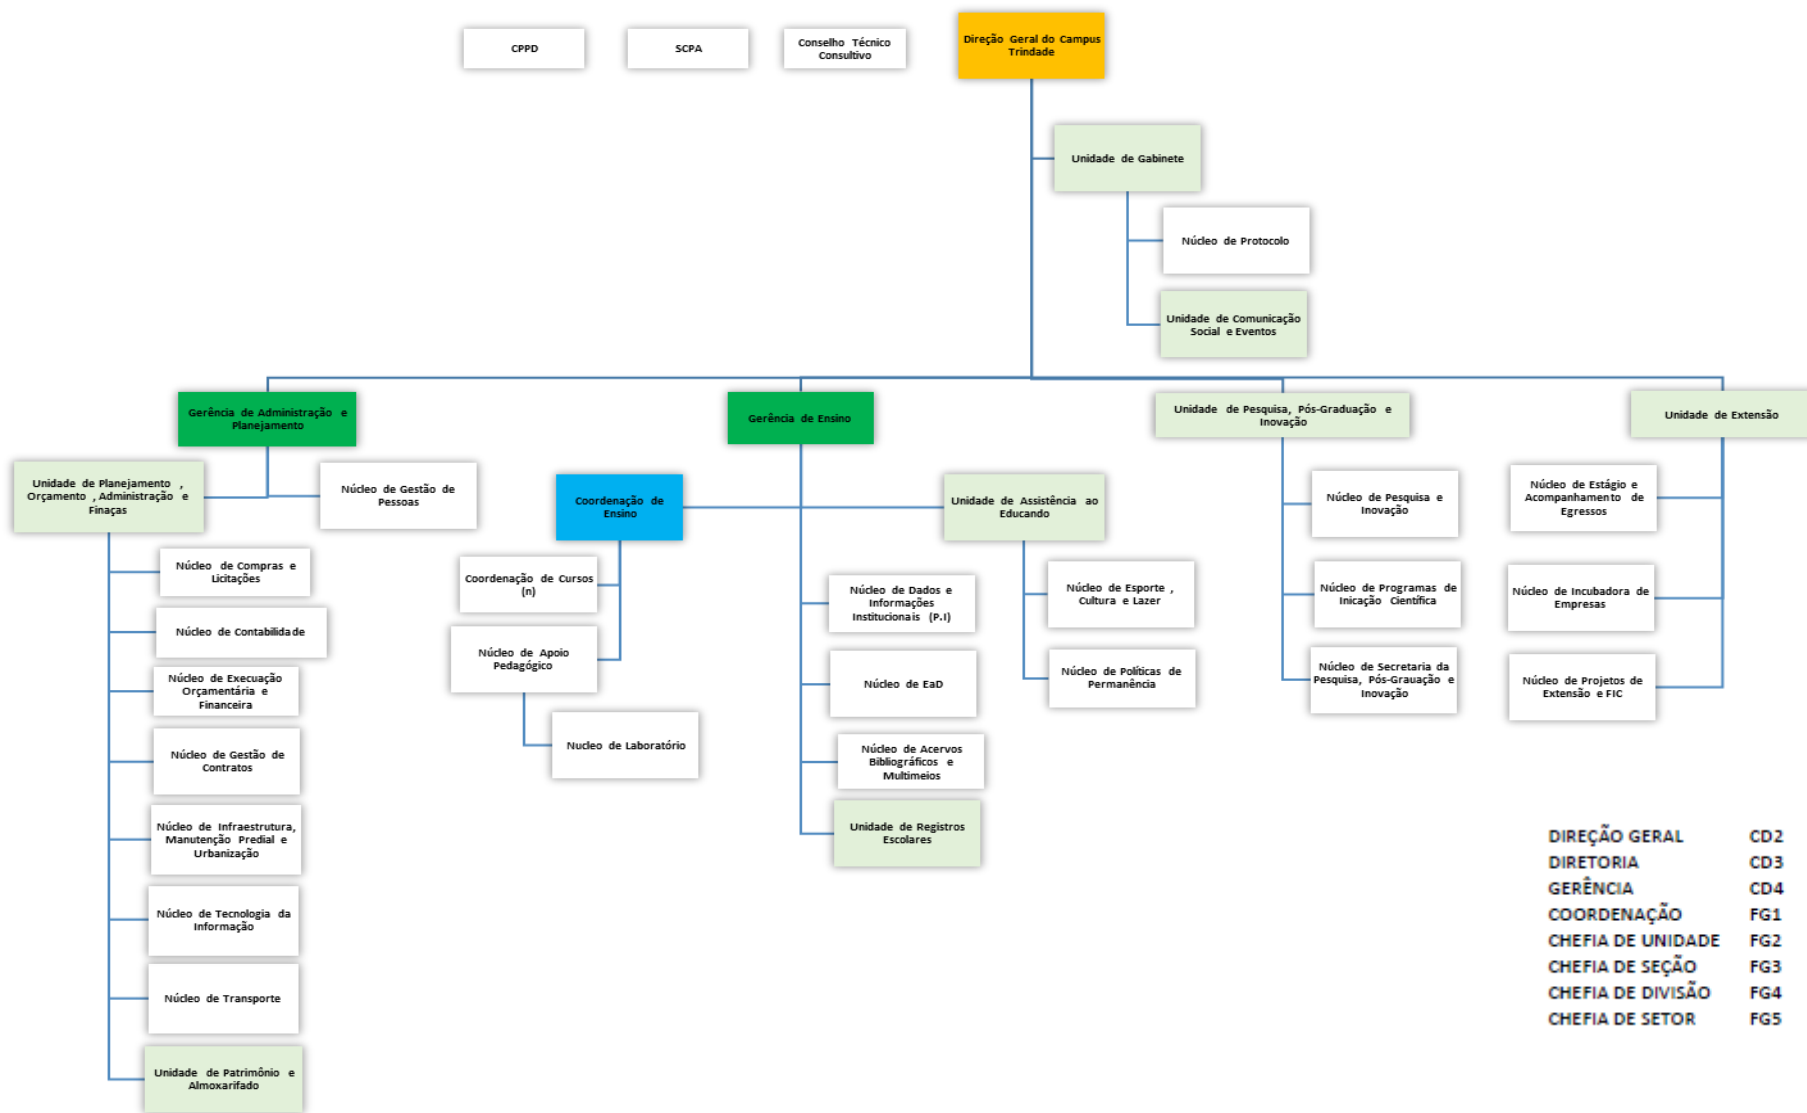 CPPD
SCPA
Conselho Técnico
Consultivo
Direção Geral do Campus
Trindade
Unidade de Gabinete
Núcleo de Protocolo
Unidade de Comunicação
Social e Eventos
Gerência de Administração e
Planejamento
Gerência de Ensino
Unidade de Pesquisa, Pós-Graduação e
Inovação
Unidade de Extensão
Unidade de Planejamento ,
Orçamento , Administração e
Finaças
Núcleo de Gestão de
Pessoas
Núcleo de Compras e
Licitações
Núcleo de Contabilidade
Núcleo de Execuação
Orçamentária e
Financeira
Núcleo de Gestão de
Contratos
Núcleo de Infraestrutura,
Manutenção Predial e
Urbanização
Núcleo de Tecnologia da
Informação
Núcleo de Transporte
Unidade de Patrimônio e
Almoxarifado
Coordenação de
Ensino
Coordenação de Cursos
(n)
Núcleo de Apoio
Pedagógico
Nucleo de Laboratório
Unidade de Assistência ao
Educando
Núcleo de Dados e
Informações
Institucionais (P.I)
Núcleo de EaD
Núcleo de Acervos
Bibliográficos e
Multimeios
Unidade de Registros
Escolares
Núcleo de Esporte ,
Cultura e Lazer
Núcleo de Políticas de
Permanência
Núcleo de Pesquisa e
Inovação
Núcleo de Programas de
Inicação Científica
Núcleo de Secretaria da
Pesquisa, Pós-Grauação e
Inovação
Núcleo de Estágio e
Acompanhamento de
Egressos
Núcleo de Incubadora de
Empresas
Núcleo de Projetos de
Extensão e FIC
DIREÇÃO GERAL CD2
DIRETORIA CD3
GERÊNCIA CD4
COORDENAÇÃO FG1
CHEFIA DE UNIDADE FG2
CHEFIA DE SEÇÃO FG3
CHEFIA DE DIVISÃO FG4
CHEFIA DE SETOR FG5